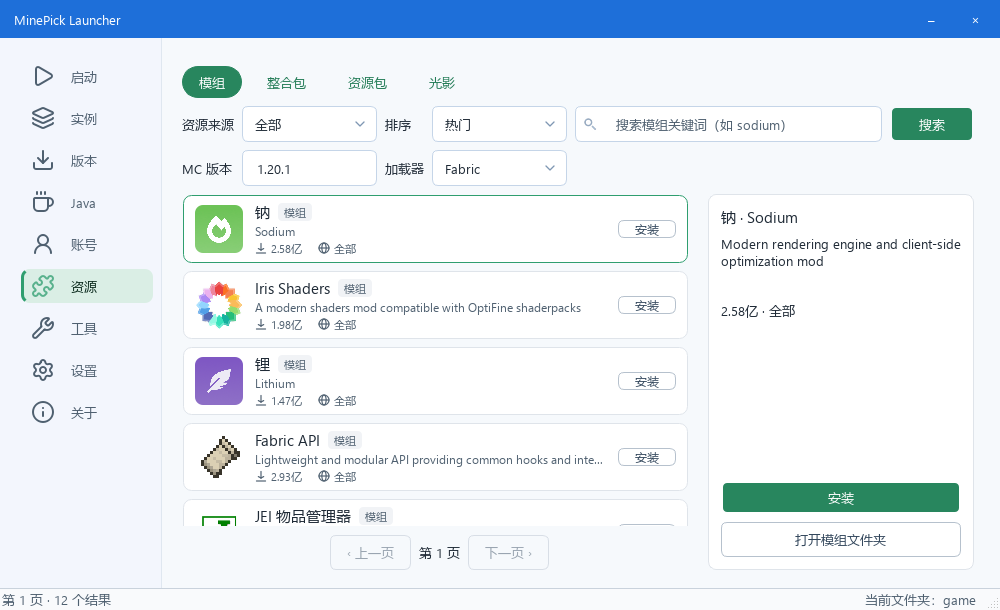 MinePick Launcher
启动
实例
版本
Java
账号
资源
工具
设置
关于
模组 整合包 资源包 光影
资源来源 全部 排序 热门 搜索模组关键词（如 sodium） 搜索
MC 版本 1.20.1 加载器 Fabric
钠 模组
Sodium
2.58亿 全部
安装
Iris Shaders 模组
A modern shaders mod compatible with OptiFine shaderpacks
1.98亿 全部
安装
锂 模组
Lithium
1.47亿 全部
安装
Fabric API 模组
Lightweight and modular API providing common hooks and inte...
2.93亿 全部
安装
JEI 物品管理器 模组
‹ 上一页 第 1 页 下一页 ›
钠 · Sodium
Modern rendering engine and client-side
optimization mod
2.58亿 · 全部
安装
打开模组文件夹
第 1 页 · 12 个结果
当前文件夹：game